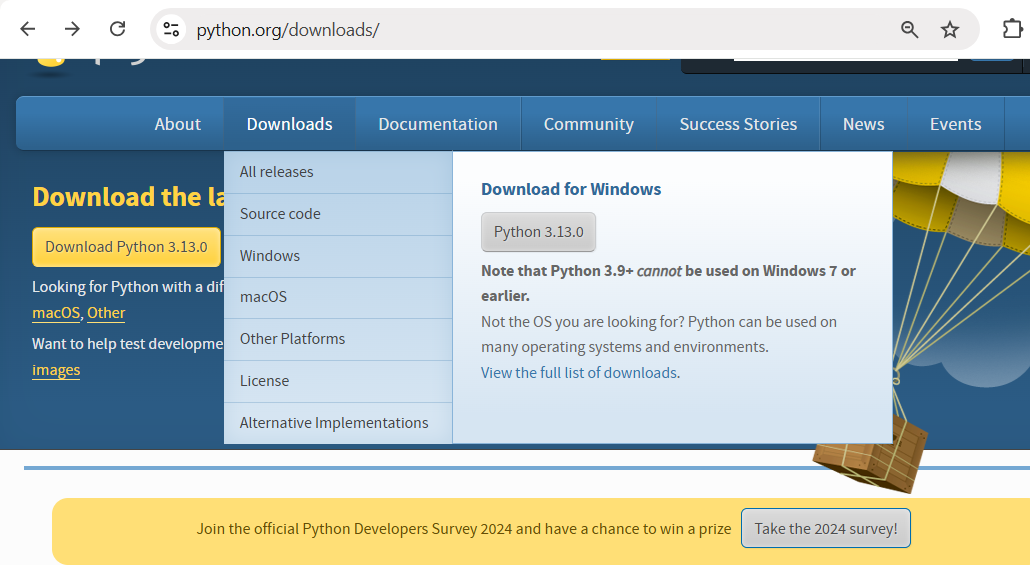 python.org/downloads/
About
Downloads
Documentation
Community
Success Stories
News
Events
Download the la
Download Python 3.13.0
Looking for Python with a dif
macOS, Other
Want to help test developme
images
All releases
Source code
Windows
macOS
Other Platforms
License
Alternative Implementations
Download for Windows
Python 3.13.0
Note that Python 3.9+ cannot be used on Windows 7 or
earlier.
Not the OS you are looking for? Python can be used on
many operating systems and environments.
View the full list of downloads.
Join the official Python Developers Survey 2024 and have a chance to win a prize
Take the 2024 survey!